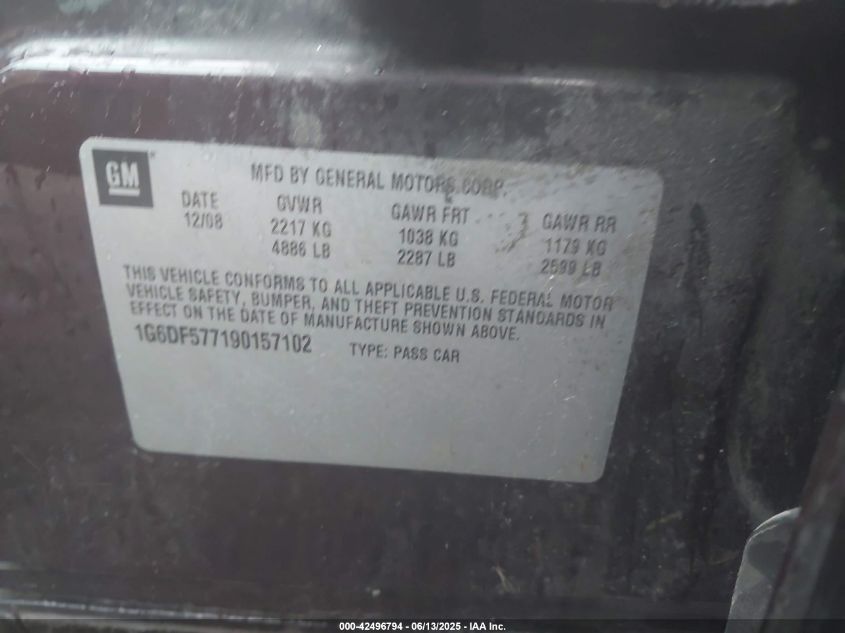 GM
MFD BY GENERAL MOTORS CORP.
DATE GVWR GAWR FRT GAWR RR
12/08 2217 KG 1038 KG 1179 KG
4886 LB 2287 LB 2599 LB
THIS VEHICLE CONFORMS TO ALL APPLICABLE U.S. FEDERAL MOTOR
VEHICLE SAFETY, BUMPER, AND THEFT PREVENTION STANDARDS IN
EFFECT ON THE DATE OF MANUFACTURE SHOWN ABOVE.
1G6DF577190157102 TYPE: PASS CAR
000-42496794 - 06/13/2025 - IAA Inc.